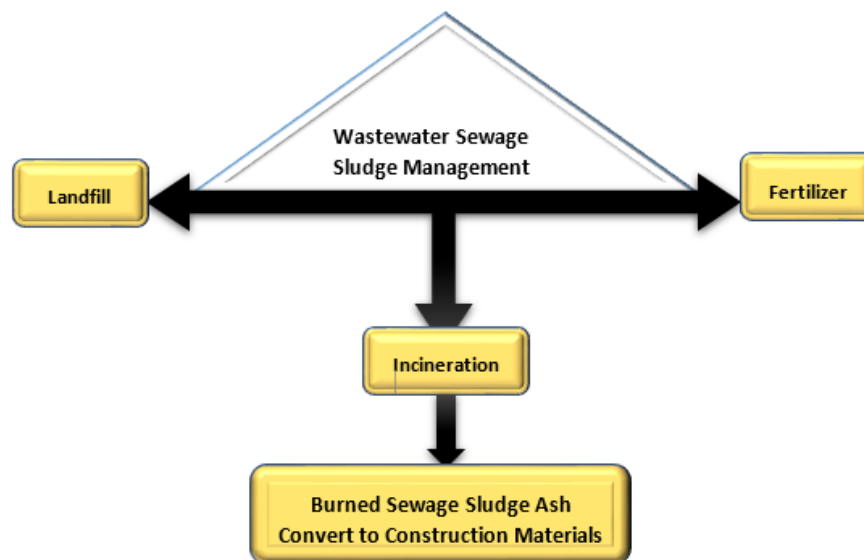 Wastewater Sewage
Sludge Management
Landfill
Fertilizer
Incineration
Burned Sewage Sludge Ash
Convert to Construction Materials